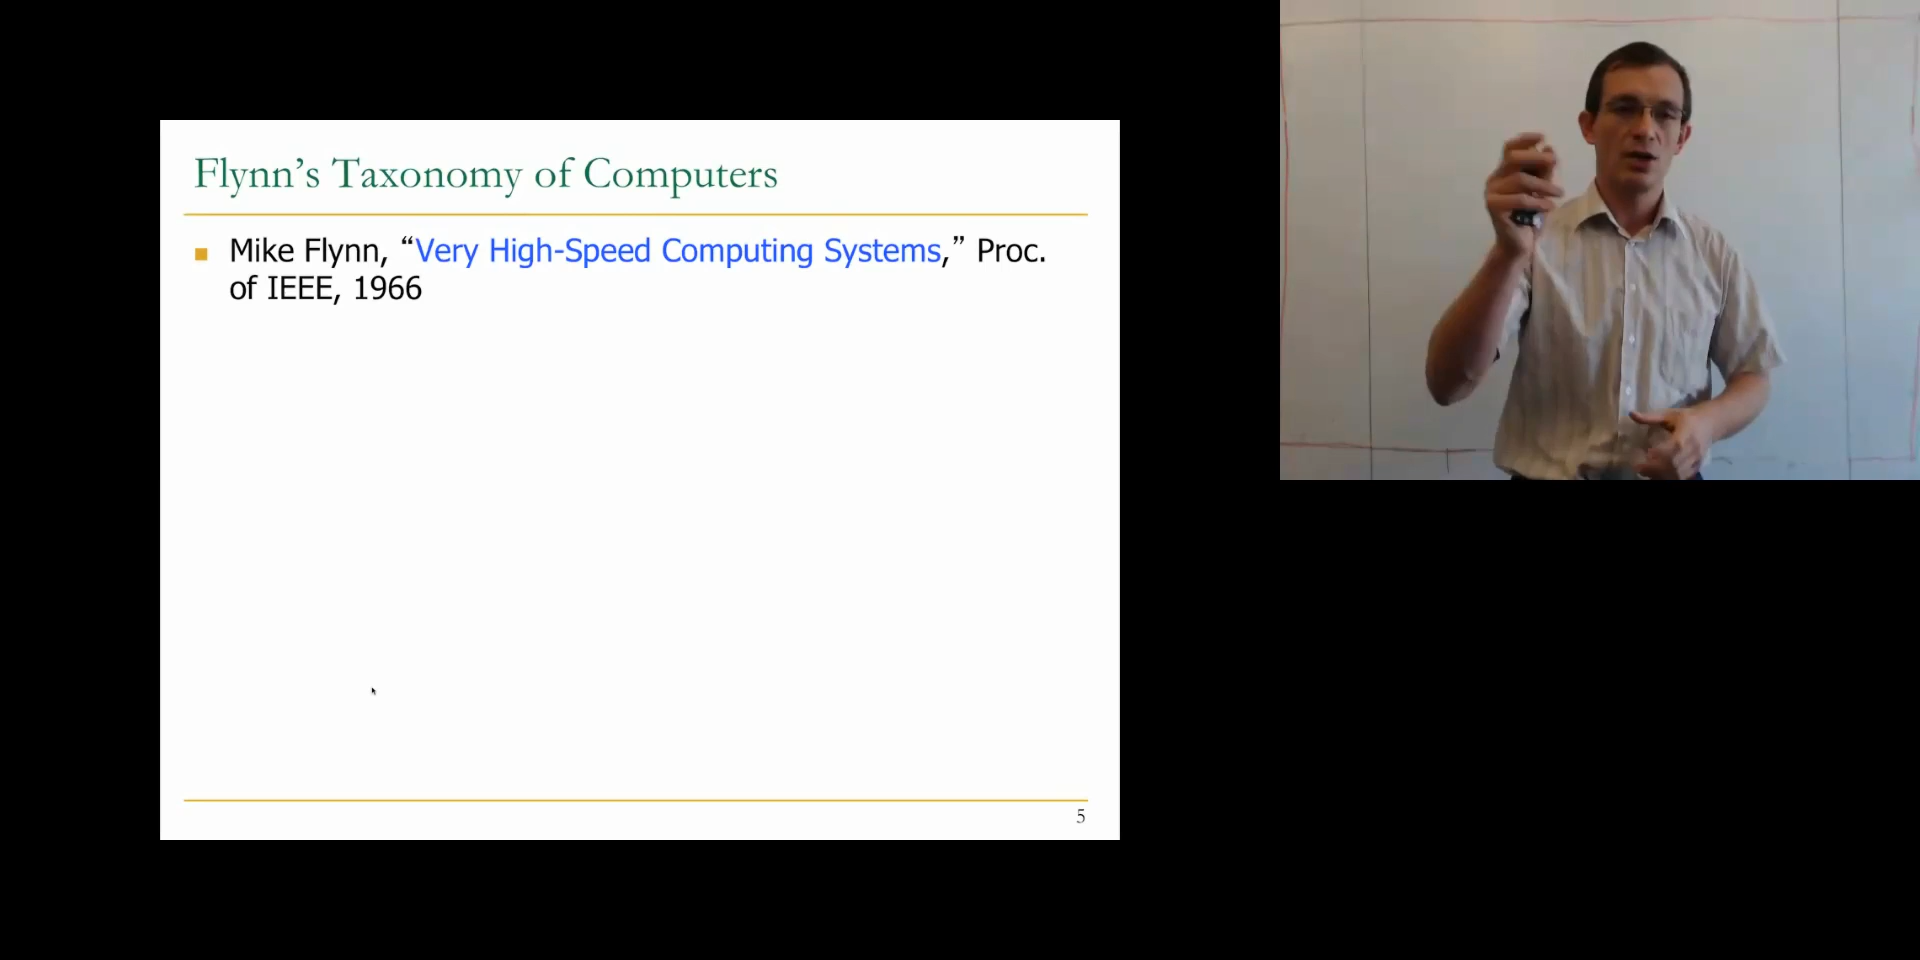 Flynn’s Taxonomy of Computers
Mike Flynn, “Very High-Speed Computing Systems,” Proc.
of IEEE, 1966
5